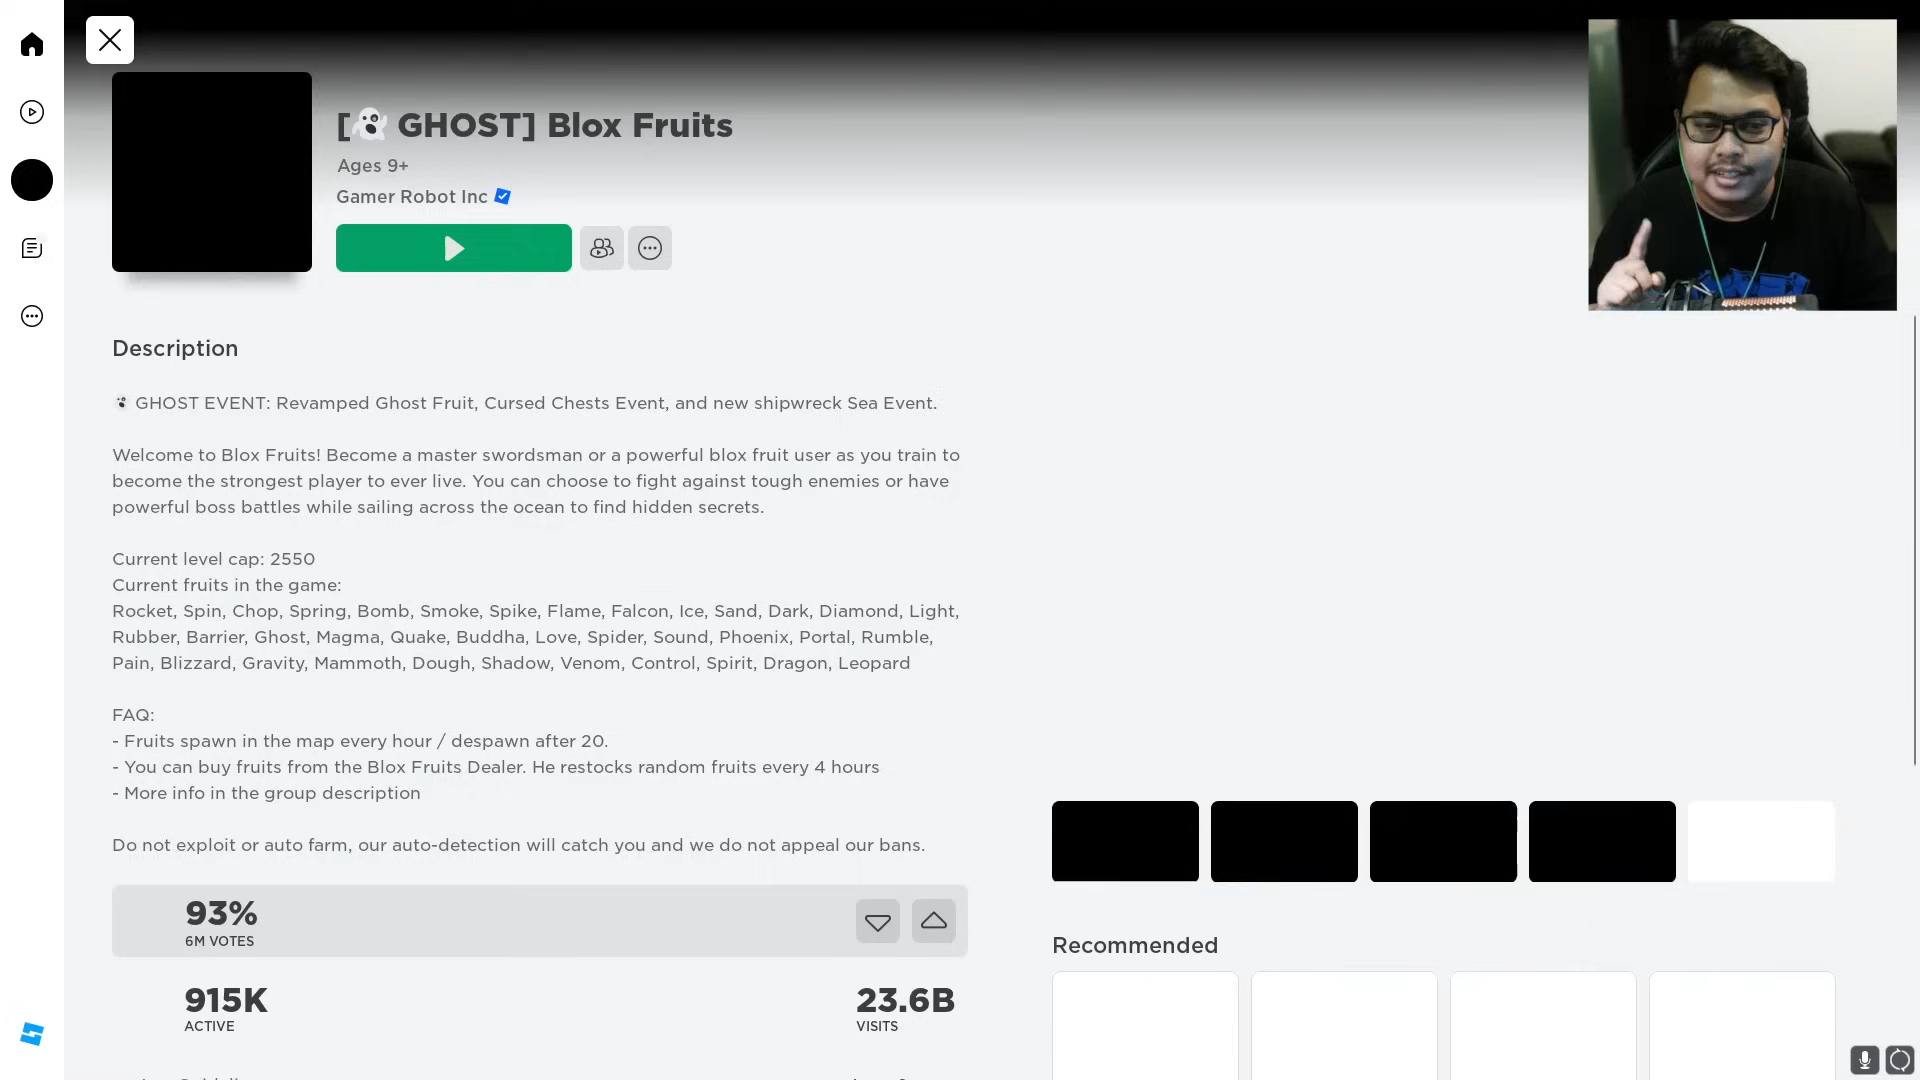 [👻 GHOST] Blox Fruits
Ages 9+
Gamer Robot Inc
Description
👻 GHOST EVENT: Revamped Ghost Fruit, Cursed Chests Event, and new shipwreck Sea Event.
Welcome to Blox Fruits! Become a master swordsman or a powerful blox fruit user as you train to
become the strongest player to ever live. You can choose to fight against tough enemies or have
powerful boss battles while sailing across the ocean to find hidden secrets.
Current level cap: 2550
Current fruits in the game:
Rocket, Spin, Chop, Spring, Bomb, Smoke, Spike, Flame, Falcon, Ice, Sand, Dark, Diamond, Light,
Rubber, Barrier, Ghost, Magma, Quake, Buddha, Love, Spider, Sound, Phoenix, Portal, Rumble,
Pain, Blizzard, Gravity, Mammoth, Dough, Shadow, Venom, Control, Spirit, Dragon, Leopard
FAQ:
- Fruits spawn in the map every hour / despawn after 20.
- You can buy fruits from the Blox Fruits Dealer. He restocks random fruits every 4 hours
- More info in the group description
Do not exploit or auto farm, our auto-detection will catch you and we do not appeal our bans.
93%
6M VOTES
915K
ACTIVE
23.6B
VISITS
Recommended